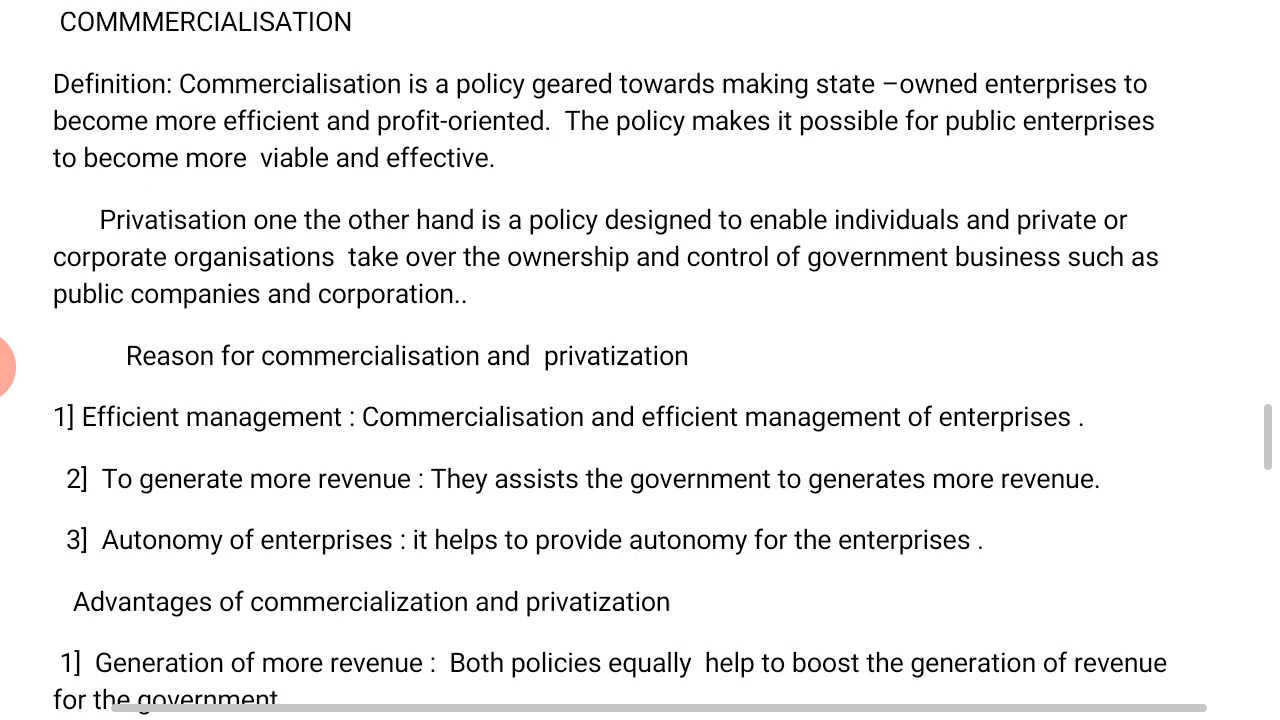 COMMMERCIALISATION
Definition: Commercialisation is a policy geared towards making state –owned enterprises to
become more efficient and profit-oriented.  The policy makes it possible for public enterprises
to become more  viable and effective.
Privatisation one the other hand is a policy designed to enable individuals and private or
corporate organisations  take over the ownership and control of government business such as
public companies and corporation..
Reason for commercialisation and  privatization
1] Efficient management : Commercialisation and efficient management of enterprises .
2]  To generate more revenue : They assists the government to generates more revenue.
3]  Autonomy of enterprises : it helps to provide autonomy for the enterprises .
Advantages of commercialization and privatization
1]  Generation of more revenue :  Both policies equally  help to boost the generation of revenue
for the government